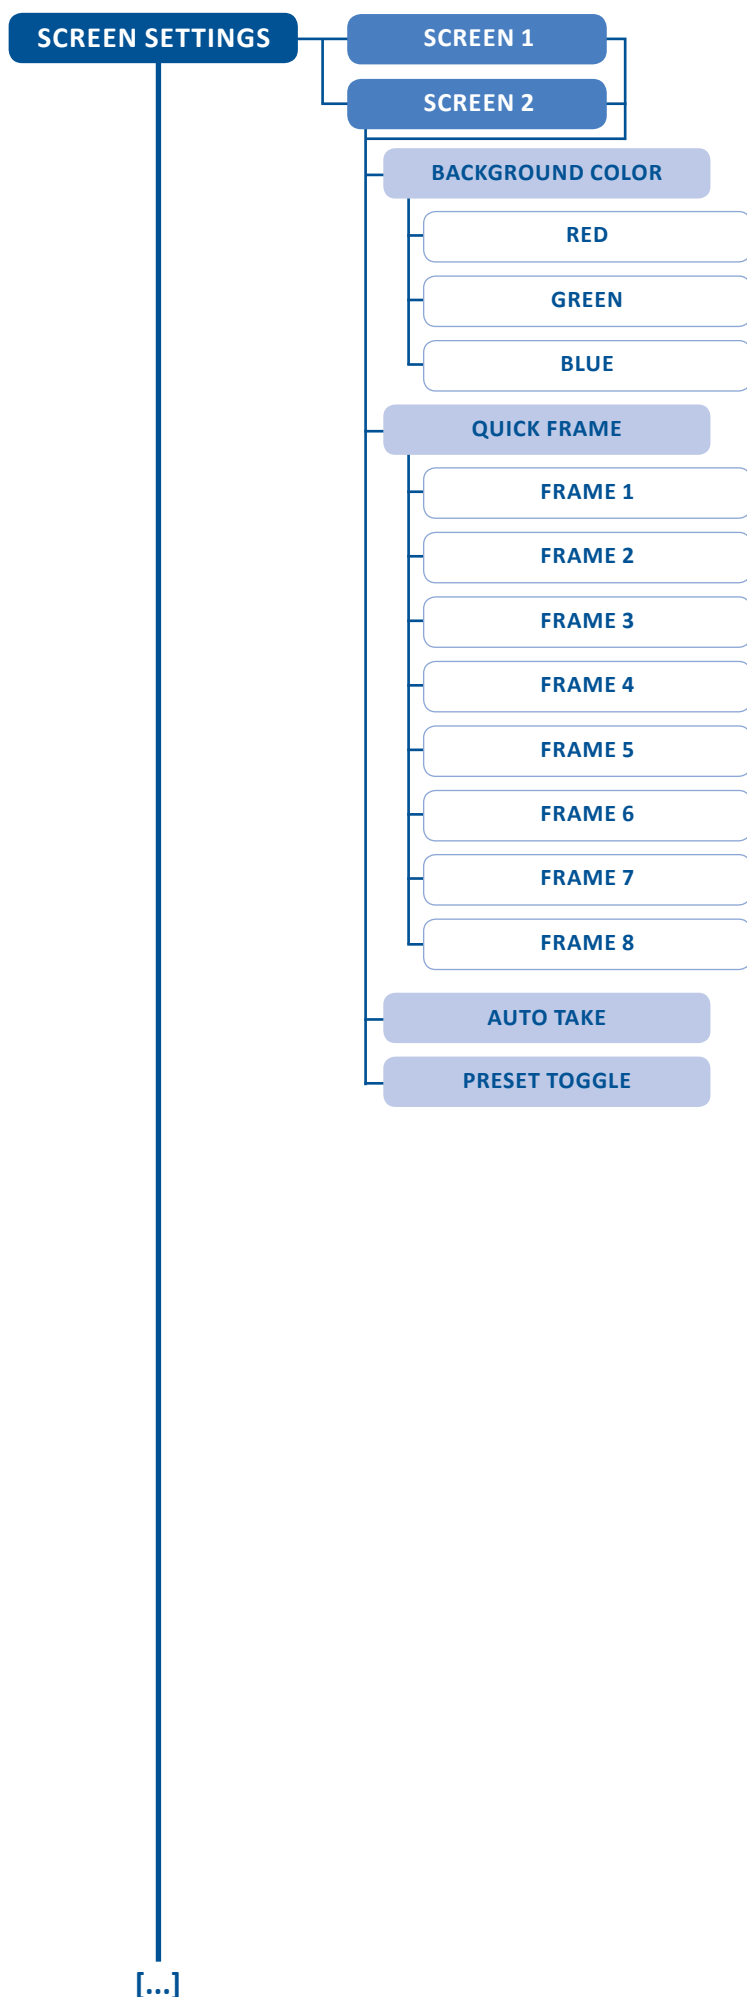 SCREEN SETTINGS
SCREEN 1
SCREEN 2
BACKGROUND COLOR
RED
GREEN
BLUE
QUICK FRAME
FRAME 1
FRAME 2
FRAME 3
FRAME 4
FRAME 5
FRAME 6
FRAME 7
FRAME 8
AUTO TAKE
PRESET TOGGLE
[...]